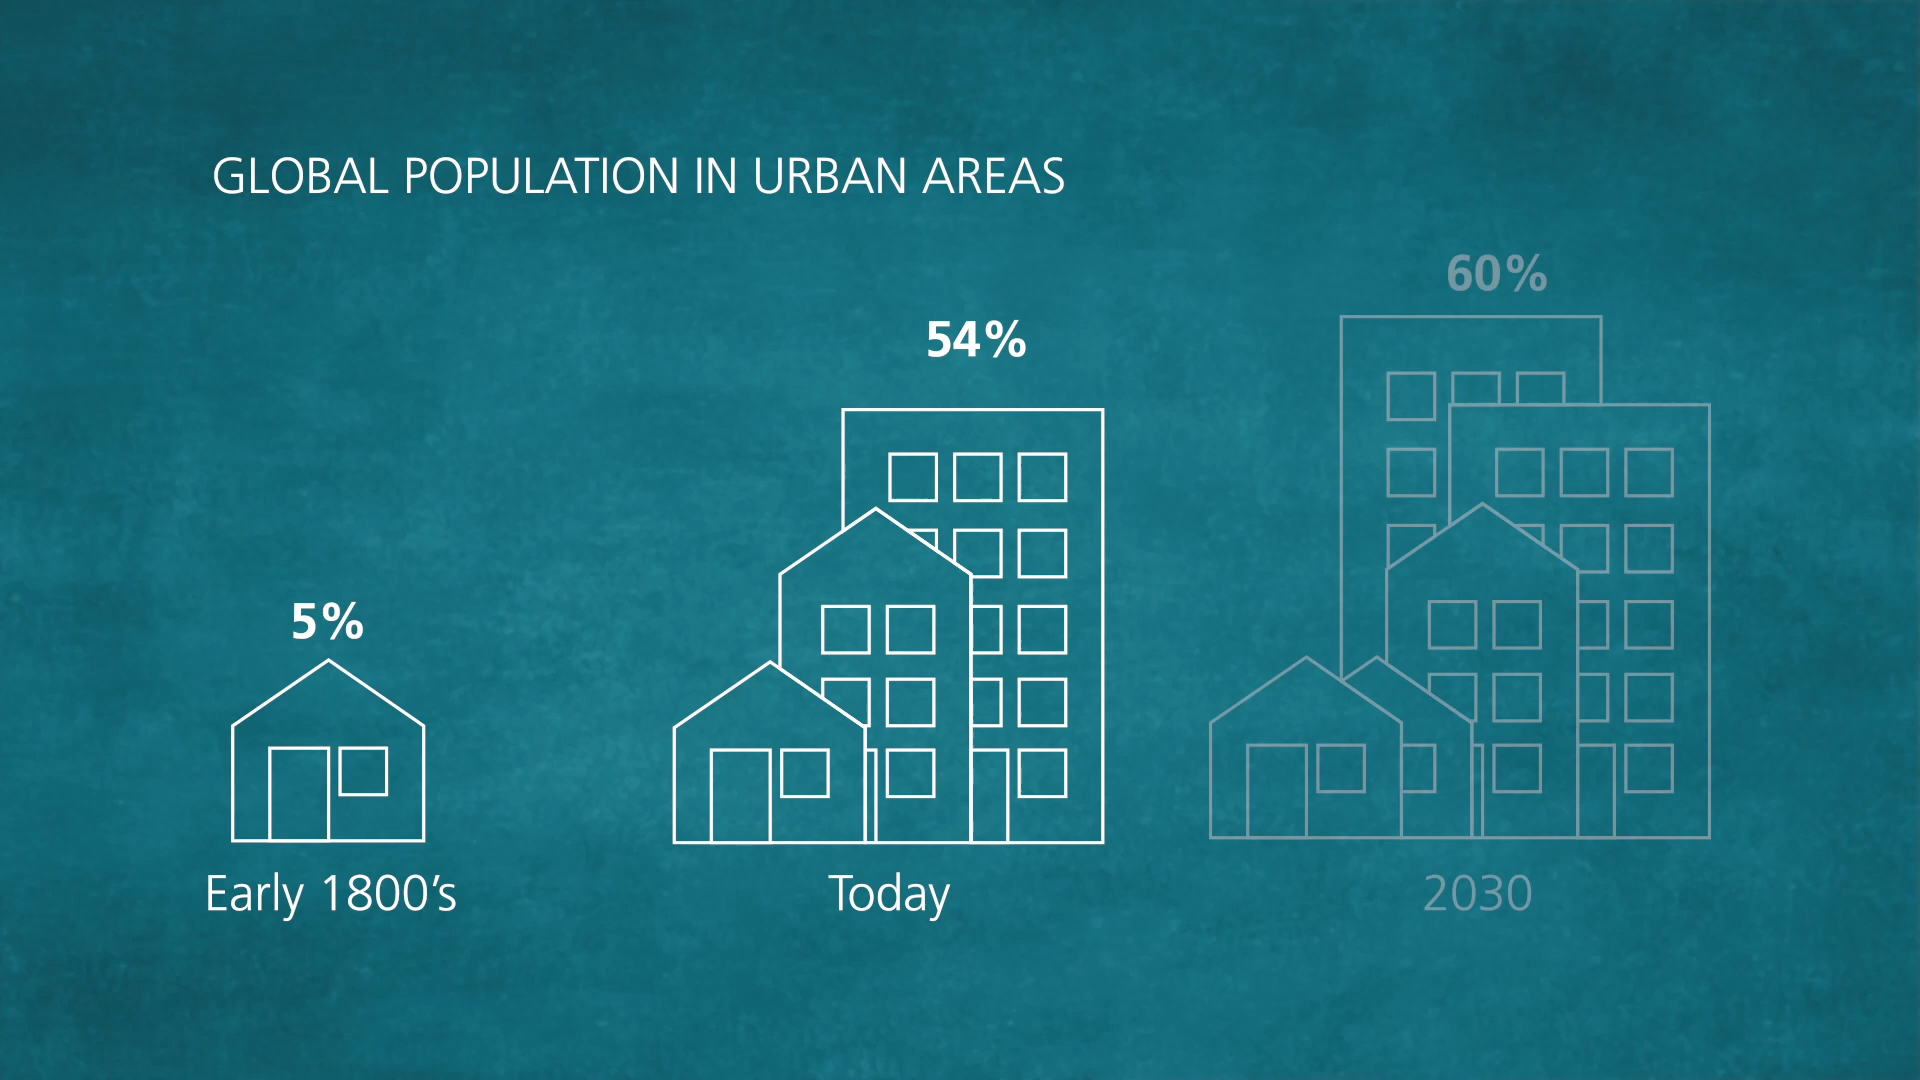 GLOBAL POPULATION IN URBAN AREAS
60%
54%
5%
Early 1800’s
Today
2030